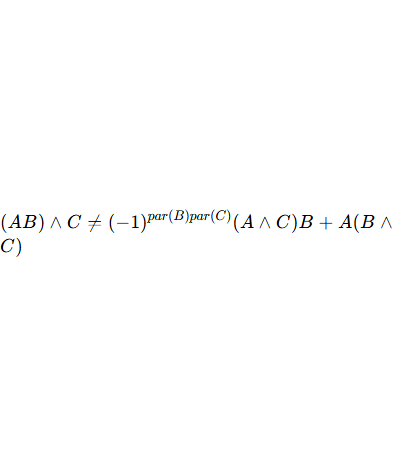 (AB) ∧ C ≠ (−1)^{par(B)par(C)}(A ∧ C)B + A(B ∧
C)